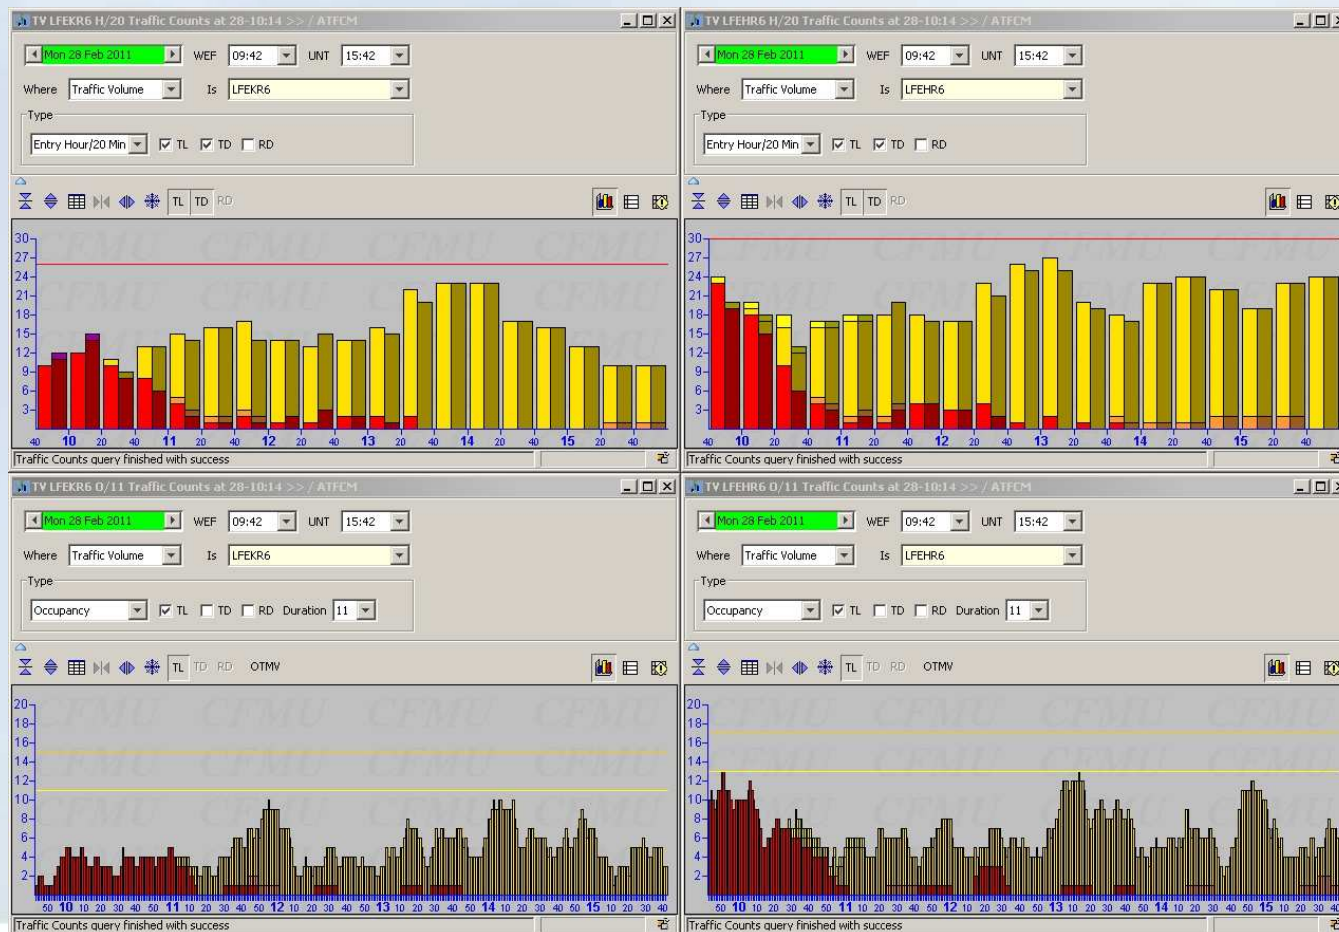 TV LFEKR6 H/20 Traffic Counts at 28-10:14 >> / ATFCM
Mon 28 Feb 2011 WEF 09:42 UNT 15:42
Where Traffic Volume Is LFEKR6
Type
Entry Hour/20 Min TL TD RD
TL TD RD
CFMU CFMU CFMU CFMU
30
27
24
21
18
15
12
9
6
3
40 10 20 40 11 20 40 12 20 40 13 20 40 14 20 40 15 20 40
Traffic Counts query finished with success
TV LFEHR6 H/20 Traffic Counts at 28-10:14 >> / ATFCM
Mon 28 Feb 2011 WEF 09:42 UNT 15:42
Where Traffic Volume Is LFEHR6
Type
Entry Hour/20 Min TL TD RD
TL TD RD
CFMU CFMU CFMU CFMU
30
27
24
21
18
15
12
9
6
3
40 10 20 40 11 20 40 12 20 40 13 20 40 14 20 40 15 20 40
Traffic Counts query finished with success
TV LFEKR6 O/11 Traffic Counts at 28-10:14 >> / ATFCM
Mon 28 Feb 2011 WEF 09:42 UNT 15:42
Where Traffic Volume Is LFEKR6
Type
Occupancy TL TD RD Duration 11
TL TD RD OTMV
CFMU CFMU CFMU CFMU
20
18
16
14
12
10
8
6
4
2
50 10 10 20 30 40 50 11 10 20 30 40 50 12 10 20 30 40 50 13 10 20 30 40 50 14 10 20 30 40 50 15 10 20 30 40
Traffic Counts query finished with success
TV LFEHR6 O/11 Traffic Counts at 28-10:14 >> / ATFCM
Mon 28 Feb 2011 WEF 09:42 UNT 15:42
Where Traffic Volume Is LFEHR6
Type
Occupancy TL TD RD Duration 11
TL TD RD OTMV
CFMU CFMU CFMU CFMU
20
18
16
14
12
10
8
6
4
2
50 10 10 20 30 40 50 11 10 20 30 40 50 12 10 20 30 40 50 13 10 20 30 40 50 14 10 20 30 40 50 15 10 20 30 40
Traffic Counts query finished with success